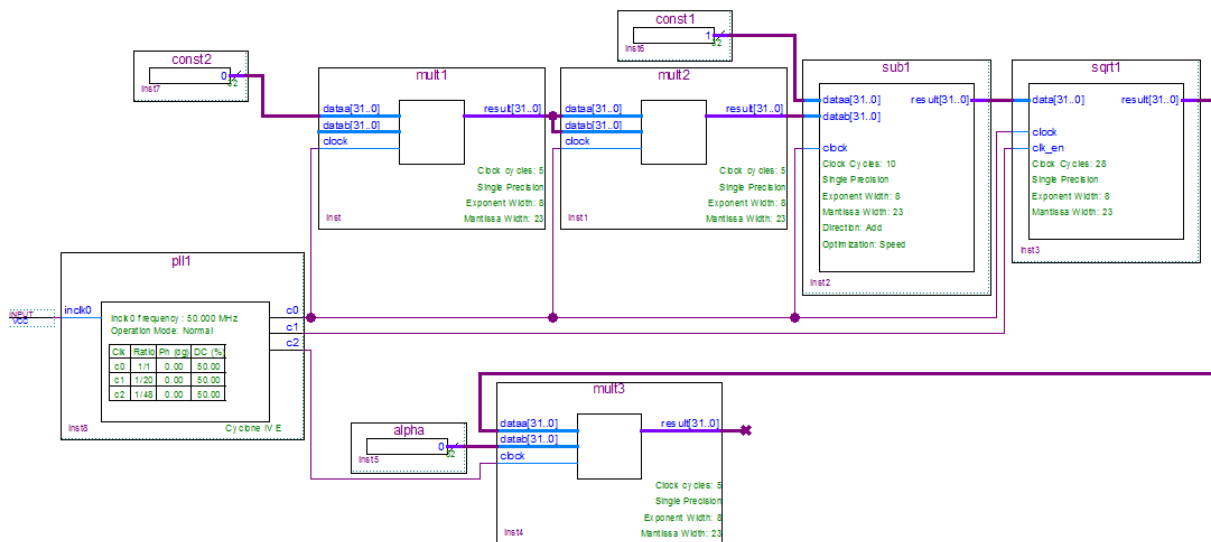 const1
1
32
inst6
const2
0
32
inst7
mult1
dataa[31..0]
result[31..0]
datab[31..0]
clock
Clock cycles: 5
Single Precision
Exponent Width: 8
Mantissa Width: 23
inst
mult2
dataa[31..0]
result[31..0]
datab[31..0]
clock
Clock cycles: 5
Single Precision
Exponent Width: 8
Mantissa Width: 23
inst1
sub1
dataa[31..0]
result[31..0]
datab[31..0]
clock
Clock Cycles: 10
Single Precision
Exponent Width: 8
Mantissa Width: 23
Direction: Add
Optimization: Speed
inst2
sqrt1
data[31..0]
result[31..0]
clock
clk_en
Clock Cycles: 28
Single Precision
Exponent Width: 8
Mantissa Width: 23
inst3
pll1
INPUT
VCC
inclk0
c0
c1
c2
Inclk0 frequency : 50.000 MHz
Operation Mode: Normal
Clk Ratio Ph (dg) DC (%)
c0 1/1 0.00 50.00
c1 1/20 0.00 50.00
c2 1/48 0.00 50.00
inst8
Cyclone IV E
alpha
0
32
inst5
mult3
dataa[31..0]
result[31..0]
datab[31..0]
clock
Clock cycles: 5
Single Precision
Exponent Width: 8
Mantissa Width: 23
inst4